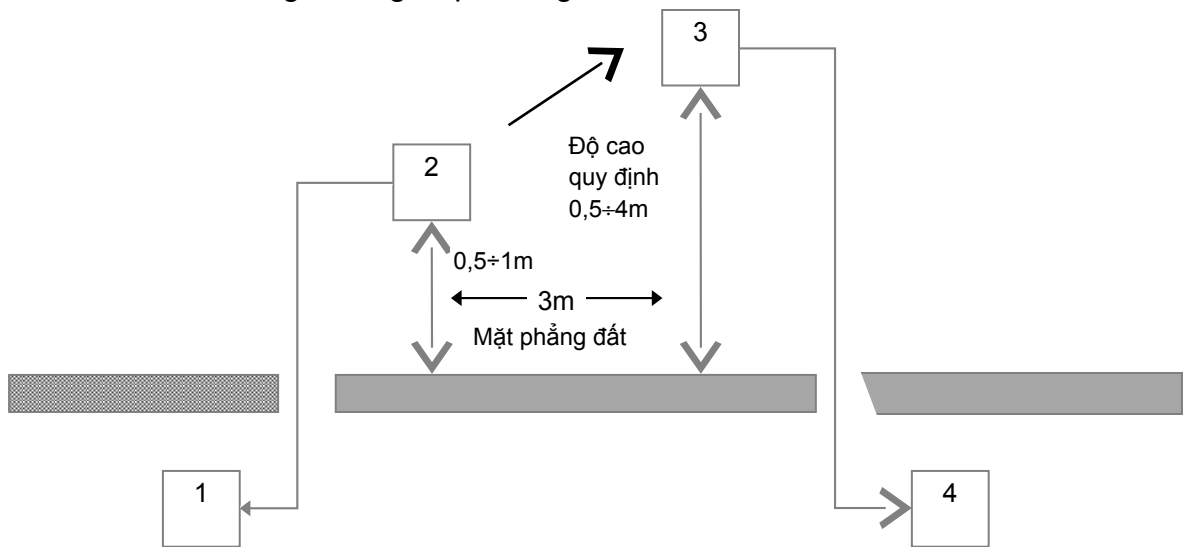 3
2
Độ cao
quy định
0,5÷4m
0,5÷1m
3m
Mặt phẳng đất
1
4